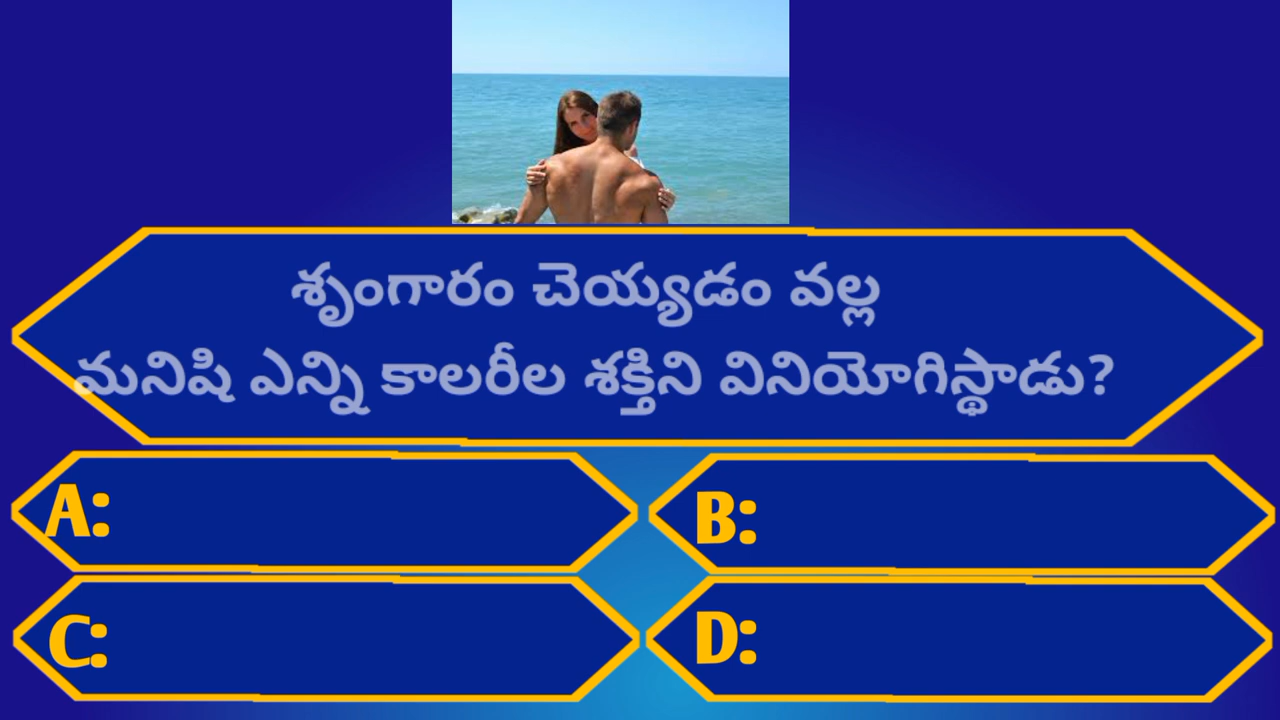 శృంగారం చెయ్యడం వల్ల
మనిషి ఎన్ని కాలరీల శక్తిని వినియోగిస్థాడు?
A:
B:
C:
D: